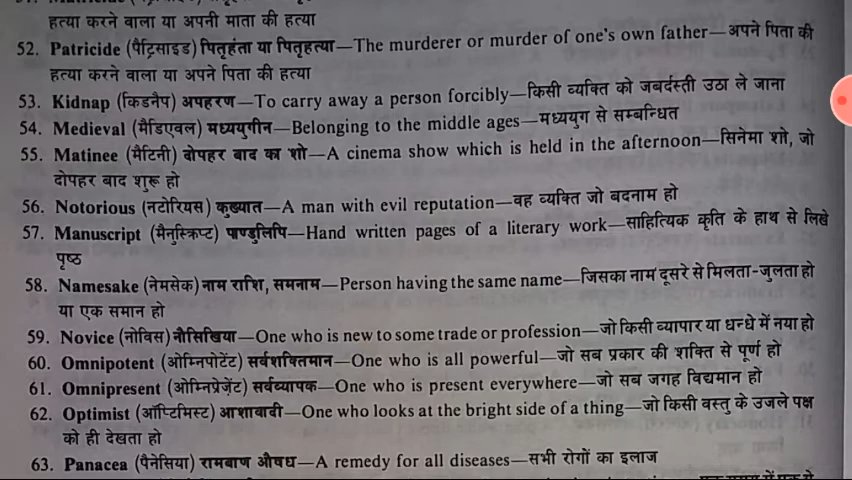 हत्या करने वाला या अपनी माता की हत्या
52. Patricide (पैट्रिसाइड) पितृहंता या पितृहत्या—The murderer or murder of one's own father—अपने पिता की
हत्या करने वाला या अपने पिता की हत्या
53. Kidnap (किडनैप) अपहरण—To carry away a person forcibly—किसी व्यक्ति को जबर्दस्ती उठा ले जाना
54. Medieval (मैडिएवल) मध्ययुगीन—Belonging to the middle ages—मध्ययुग से सम्बन्धित
55. Matinee (मैटिनी) दोपहर बाद का शो—A cinema show which is held in the afternoon—सिनेमा शो, जो
दोपहर बाद शुरू हो
56. Notorious (नटोरियस) कुख्यात—A man with evil reputation—वह व्यक्ति जो बदनाम हो
57. Manuscript (मैनुस्क्रिप्ट) पाण्डुलिपि—Hand written pages of a literary work—साहित्यिक कृति के हाथ से लिखे
पृष्ठ
58. Namesake (नेमसेक) नाम राशि, समनाम—Person having the same name—जिसका नाम दूसरे से मिलता-जुलता हो
या एक समान हो
59. Novice (नोविस) नौसिखिया—One who is new to some trade or profession—जो किसी व्यापार या धन्धे में नया हो
60. Omnipotent (ओम्निपोटेंट) सर्वशक्तिमान—One who is all powerful—जो सब प्रकार की शक्ति से पूर्ण हो
61. Omnipresent (ओम्निप्रेज़ेंट) सर्वव्यापक—One who is present everywhere—जो सब जगह विद्यमान हो
62. Optimist (ऑप्टिमिस्ट) आशावादी—One who looks at the bright side of a thing—जो किसी वस्तु के उजले पक्ष
को ही देखता हो
63. Panacea (पैनेसिया) रामबाण औषध—A remedy for all diseases—सभी रोगों का इलाज